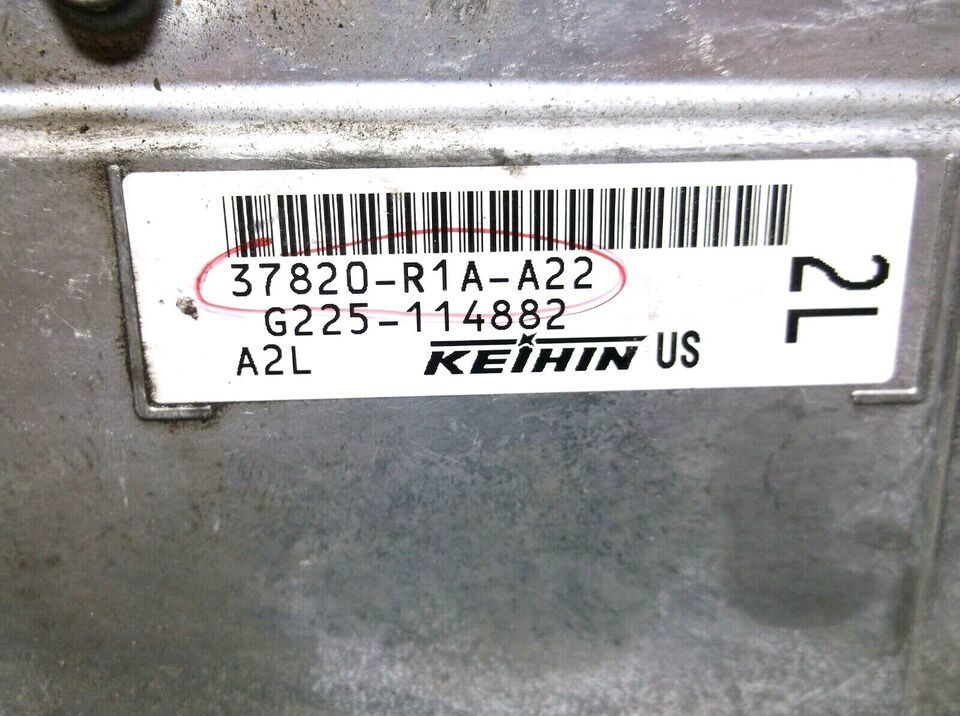 37820-R1A-A22
G225-114882
A2L KEIHIN US
2L